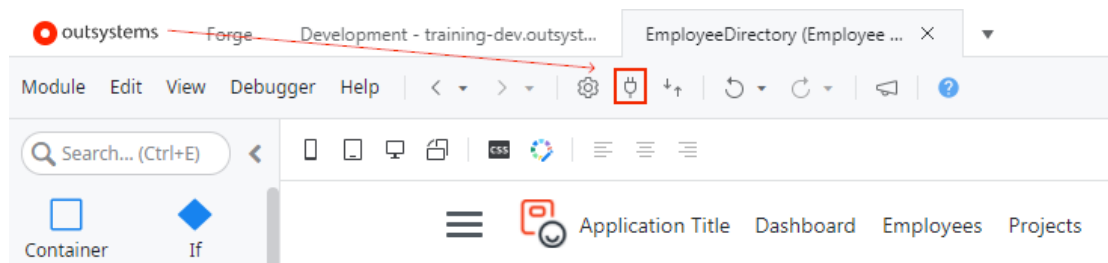 outsystems Forge Development - training-dev.outsyst... EmployeeDirectory (Employee ... ×
Module Edit View Debugger Help ?
Search... (Ctrl+E) CSS
Application Title Dashboard Employees Projects
Container If